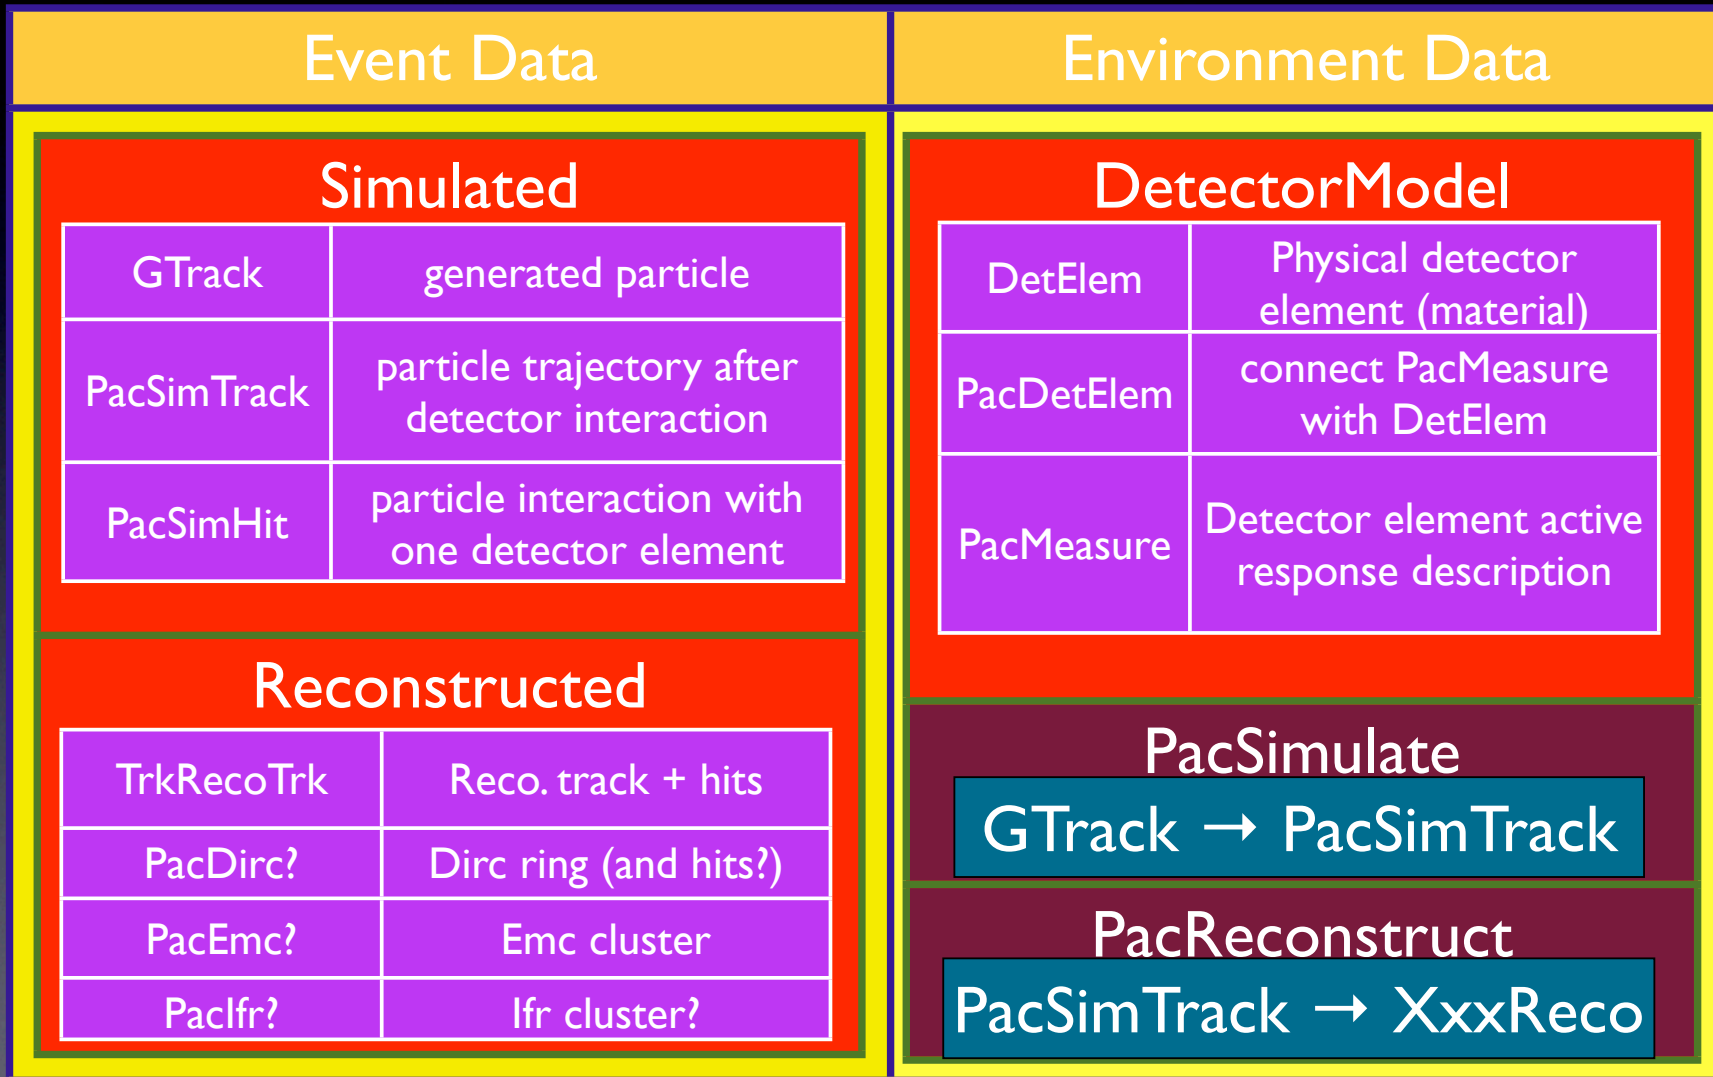 Event Data
Simulated
GTrack
generated particle
PacSimTrack
particle trajectory after
detector interaction
PacSimHit
particle interaction with
one detector element
Reconstructed
TrkRecoTrk
Reco. track + hits
PacDirc?
Dirc ring (and hits?)
PacEmc?
Emc cluster
PacIfr?
Ifr cluster?
Environment Data
DetectorModel
DetElem
Physical detector
element (material)
PacDetElem
connect PacMeasure
with DetElem
PacMeasure
Detector element active
response description
PacSimulate
GTrack → PacSimTrack
PacReconstruct
PacSimTrack → XxxReco